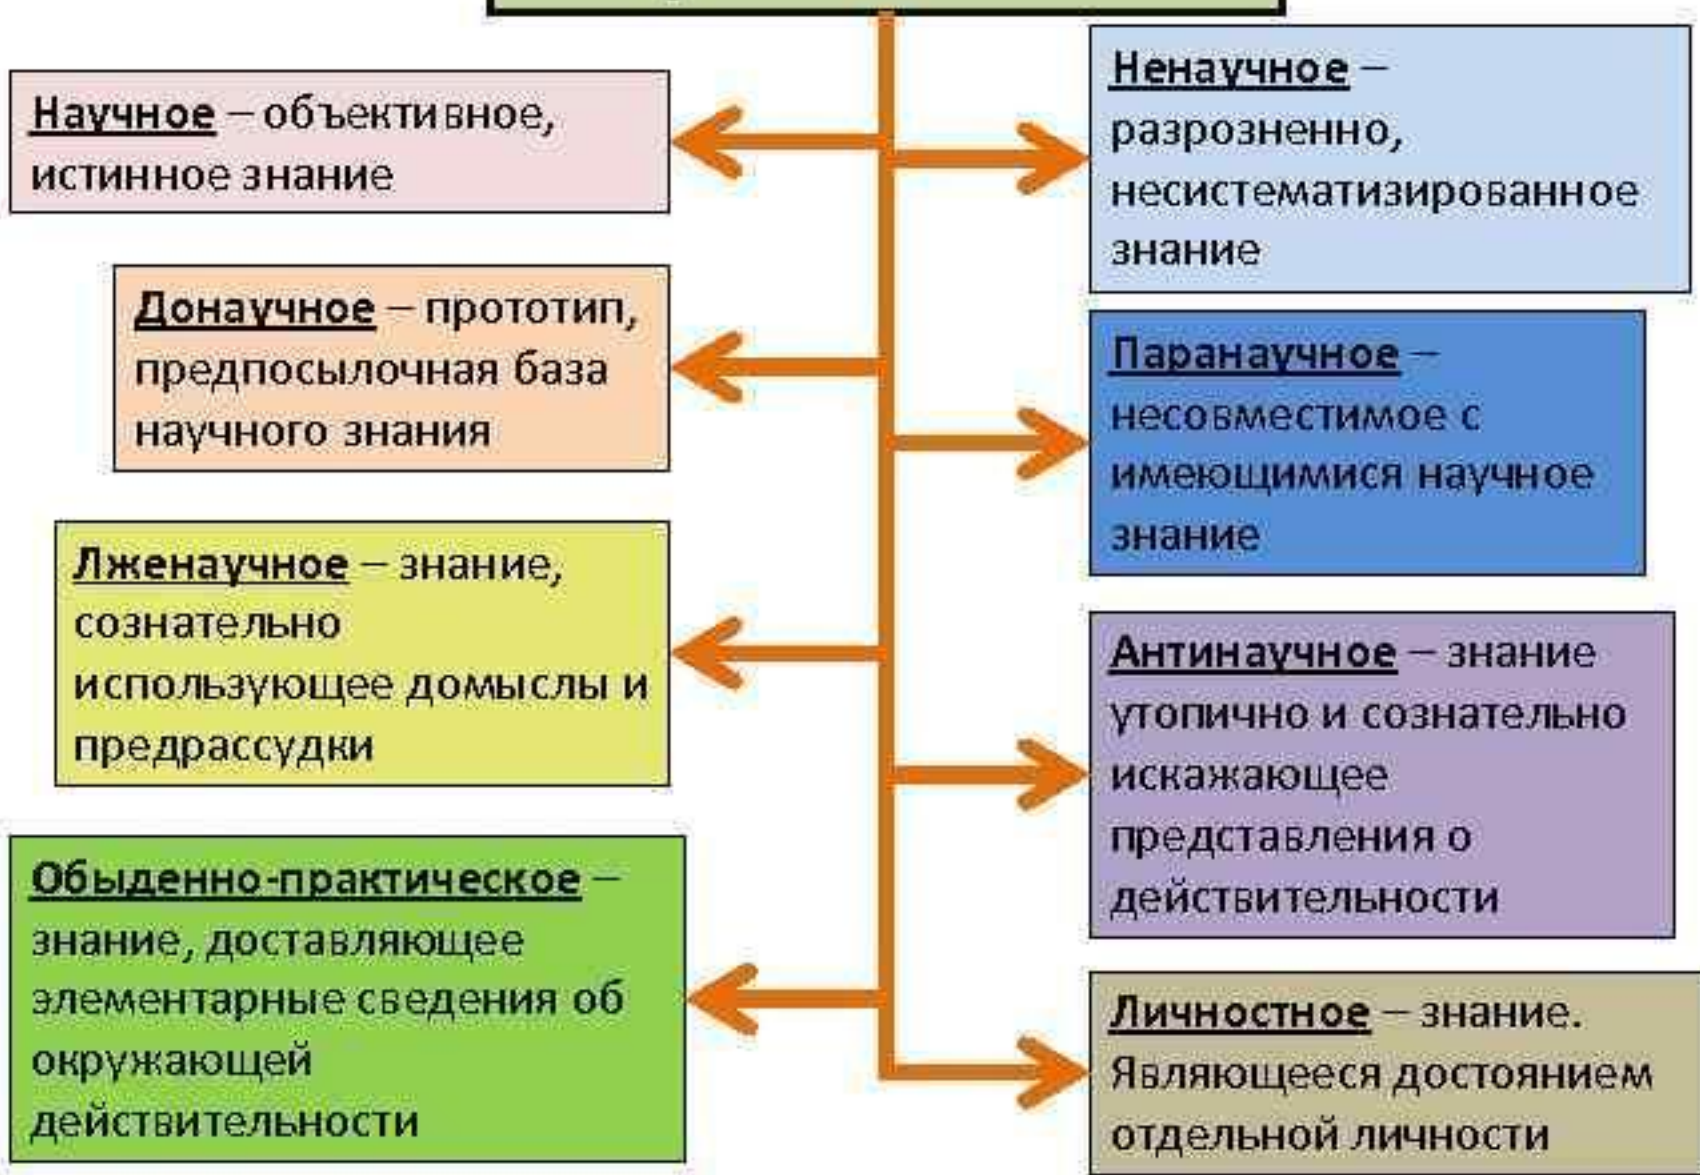 Научное – объективное,
истинное знание
Ненаучное –
разрозненно,
несистематизированное
знание
Донаучное – прототип,
предпосылочная база
научного знания
Паранаучное –
несовместимое с
имеющимися научное
знание
Лженаучное – знание,
сознательно
использующее домыслы и
предрассудки
Антинаучное – знание
утопично и сознательно
искажающее
представления о
действительности
Обыденно-практическое –
знание, доставляющее
элементарные сведения об
окружающей
действительности
Личностное – знание.
Являющееся достоянием
отдельной личности